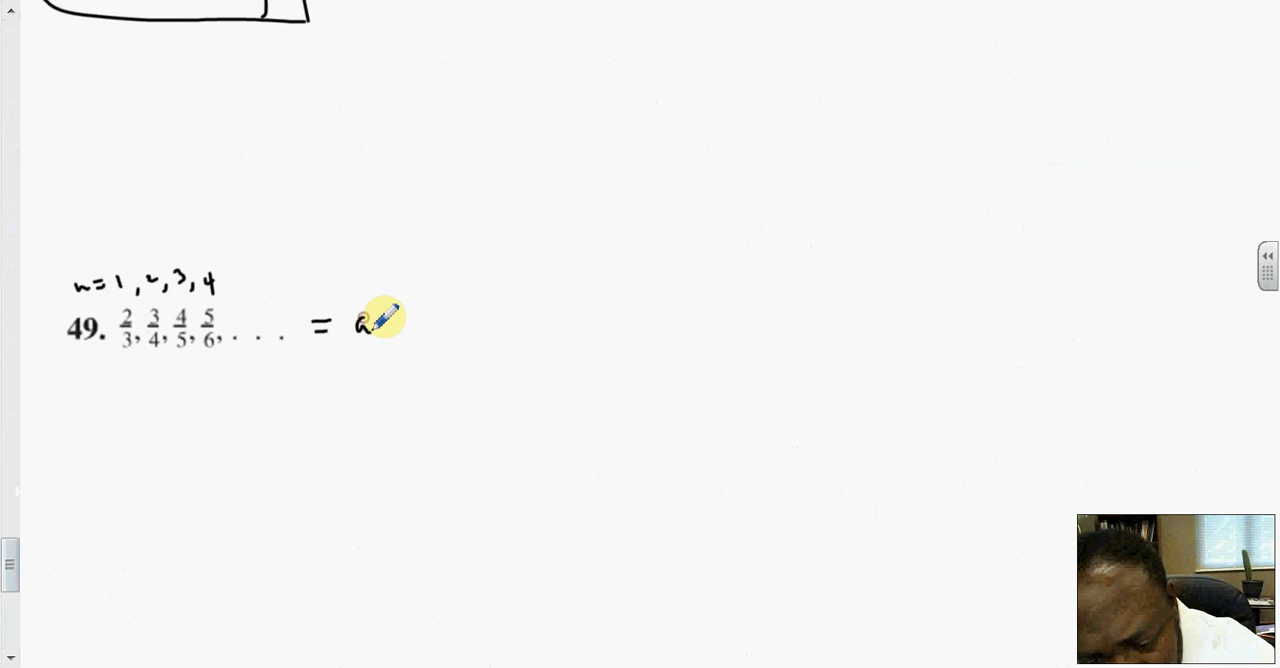 n=1,2,3,4
49. 2/3, 3/4, 4/5, 5/6, . . . = a